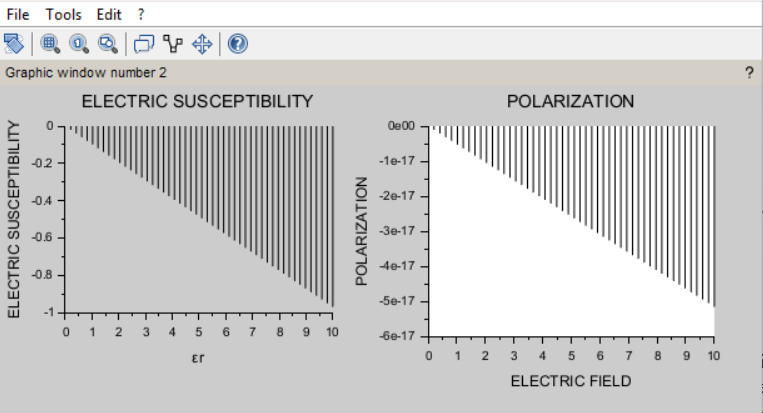 File Tools Edit ?
Graphic window number 2 ?
ELECTRIC SUSCEPTIBILITY
ELECTRIC SUSCEPTIBILITY
0
-0.2
-0.4
-0.6
-0.8
-1
0 1 2 3 4 5 6 7 8 9 10
εr
POLARIZATION
POLARIZATION
0e00
-1e-17
-2e-17
-3e-17
-4e-17
-5e-17
-6e-17
0 1 2 3 4 5 6 7 8 9 10
ELECTRIC FIELD